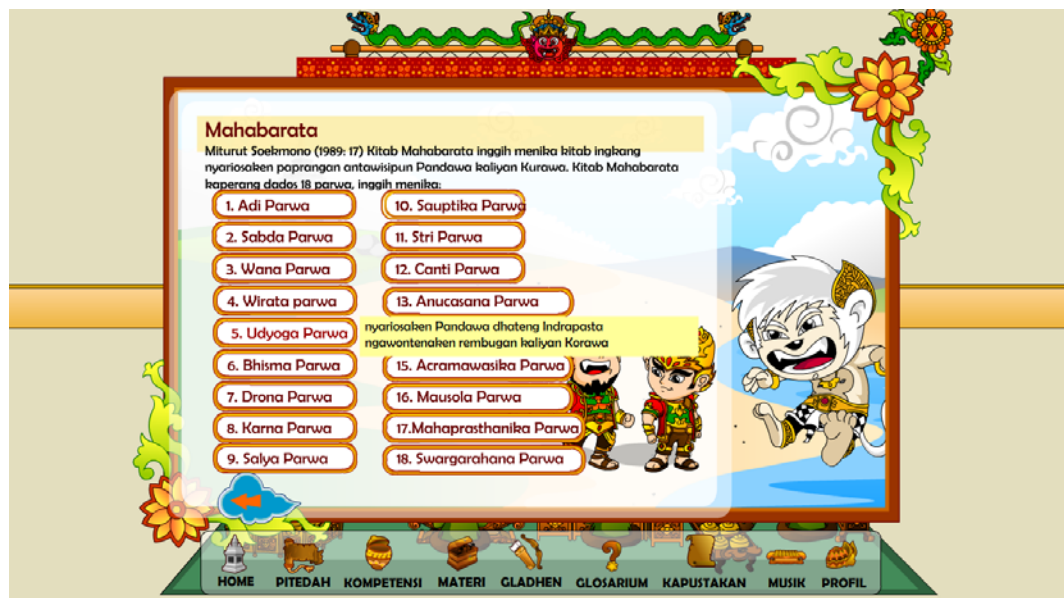 X
Mahabarata
Miturut Soekmono (1989: 17) Kitab Mahabarata inggih menika kitab ingkang
nyariosaken paprangan antawisipun Pandawa kaliyan Kurawa. Kitab Mahabarata
kaperang dados 18 parwa, inggih menika:
1. Adi Parwa
2. Sabda Parwa
3. Wana Parwa
4. Wirata parwa
5. Udyoga Parwa
6. Bhisma Parwa
7. Drona Parwa
8. Karna Parwa
9. Salya Parwa
10. Sauptika Parwa
11. Stri Parwa
12. Canti Parwa
13. Anucasana Parwa
nyariosaken Pandawa dhateng Indrapasta
ngawontenaken rembugan kaliyan Korawa
15. Acramawasika Parwa
16. Mausola Parwa
17.Mahaprasthanika Parwa
18. Swargarahana Parwa
HOME PITEDAH KOMPETENSI MATERI GLADHEN GLOSARIUM KAPUSTAKAN MUSIK PROFIL